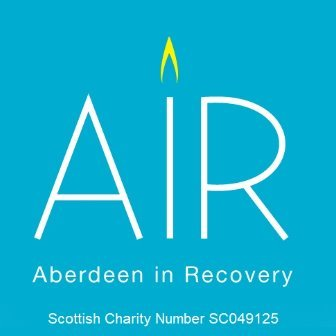 AIR
Aberdeen in Recovery
Scottish Charity Number SC049125